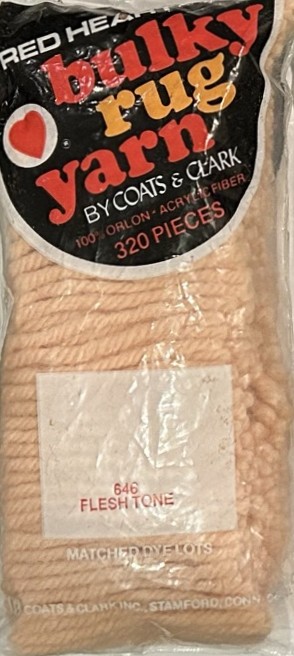 RED HEART
bulky
rug
yarn
BY COATS & CLARK
100% ORLON • ACRYLIC FIBER
320 PIECES
646
FLESH TONE
MATCHED DYE LOTS
COATS & CLARK INC., STAMFORD, CONN.